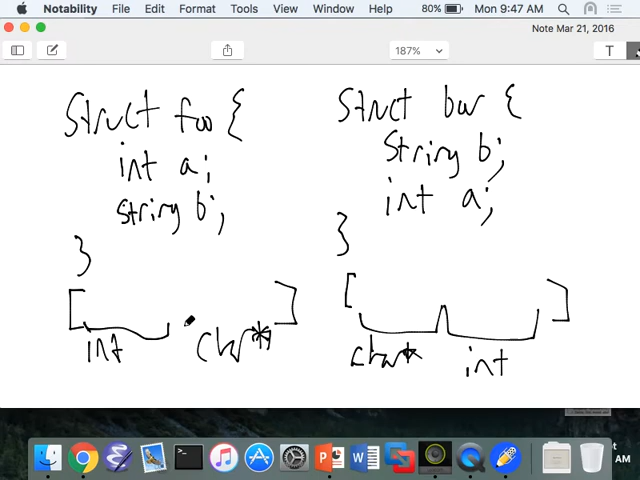 Notability File Edit Format Tools View Window Help 80% Mon 9:47 AM
Note Mar 21, 2016
187% T
Struct foo {
int a;
string b;
}
int char*
Struct bar {
String b;
int a;
}
char* int
AM